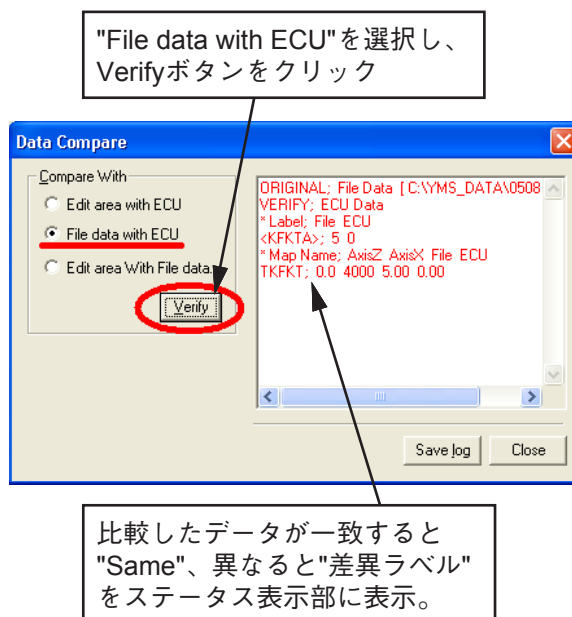 "File data with ECU"を選択し、
Verifyボタンをクリック
Data Compare
Compare With
Edit area with ECU
File data with ECU
Edit area With File data
Verify
ORIGINAL; File Data [ C:\YMS_DATA\0508
VERIFY; ECU Data
* Label; File ECU
<KFKTA>; 5 0
* Map Name; AxisZ AxisX File ECU
TKFKT; 0.0 4000 5.00 0.00
Save log
Close
比較したデータが一致すると
"Same"、異なると"差異ラベル"
をステータス表示部に表示。